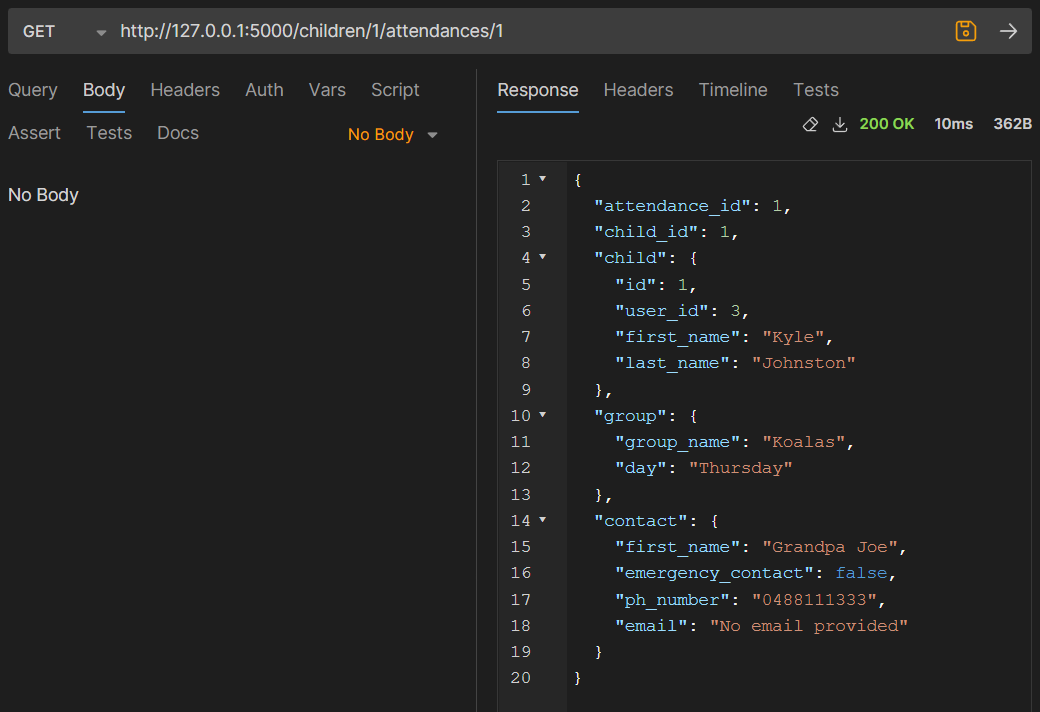 GET http://127.0.0.1:5000/children/1/attendances/1
Query Body Headers Auth Vars Script
Assert Tests Docs No Body
No Body
Response Headers Timeline Tests
200 OK 10ms 362B
1 {
2 "attendance_id": 1,
3 "child_id": 1,
4 "child": {
5 "id": 1,
6 "user_id": 3,
7 "first_name": "Kyle",
8 "last_name": "Johnston"
9 },
10 "group": {
11 "group_name": "Koalas",
12 "day": "Thursday"
13 },
14 "contact": {
15 "first_name": "Grandpa Joe",
16 "emergency_contact": false,
17 "ph_number": "0488111333",
18 "email": "No email provided"
19 }
20 }